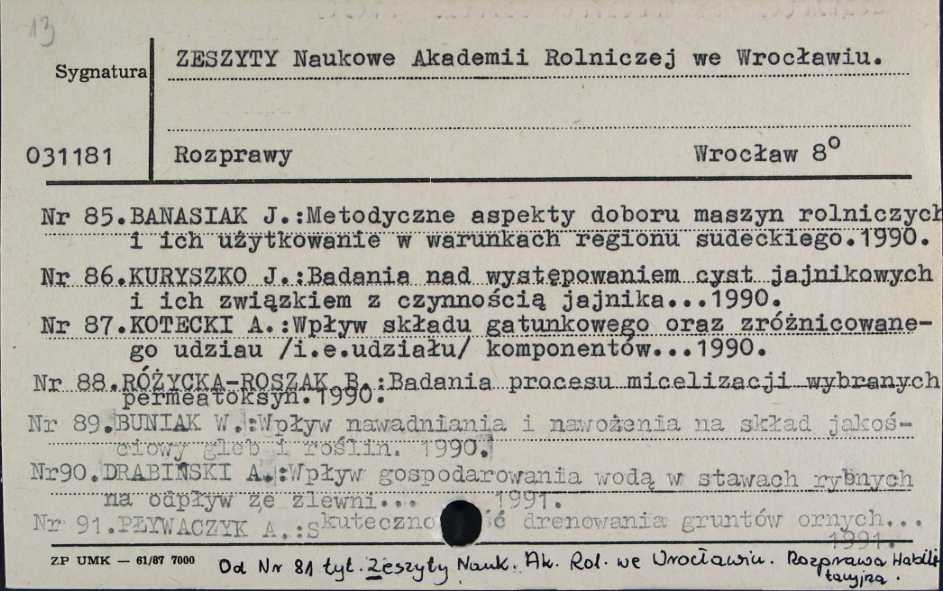 13
ZESZYTY Naukowe Akademii Rolniczej we Wrocławiu.
Sygnatura
031181 Rozprawy Wrocław 8°
Nr 85.BANASIAK J.:Metodyczne aspekty doboru maszyn rolniczych
i ich użytkowanie w warunkach regionu sudeckiego.1990.
Nr 86.KURYSZKO J.:Badania nad występowaniem cyst jajnikowych
i ich związkiem z czynnością jajnika...1990.
Nr 87.KOTECKI A.:Wpływ składu gatunkowego oraz zróżnicowane-
go udziau /i.e.udziału/ komponentów...1990.
Nr 88.RÓŻYCKA-ROSZAK B.:Badania procesu micelizacji wybranych
permeatoksyn.1990.
Nr 89.BUNIAK W.:Wpływ nawadniania i nawożenia na skład jakoś-
ciowy gleb i roślin. 1990.
Nr90.DRABIŃSKI A.:Wpływ gospodarowania wodą w stawach rybnych
na odpływ ze zlewni... 1991.
Nr 91.PŁYWACZYK A.:Skuteczno ść drenowania gruntów ornych...
1991.
ZP UMK — 61/87 7000 Od Nr 81 tyt. Zeszyty Nauk. Ak. Rol. we Wrocławiu. Rozprawa Habili-
tacyjna.